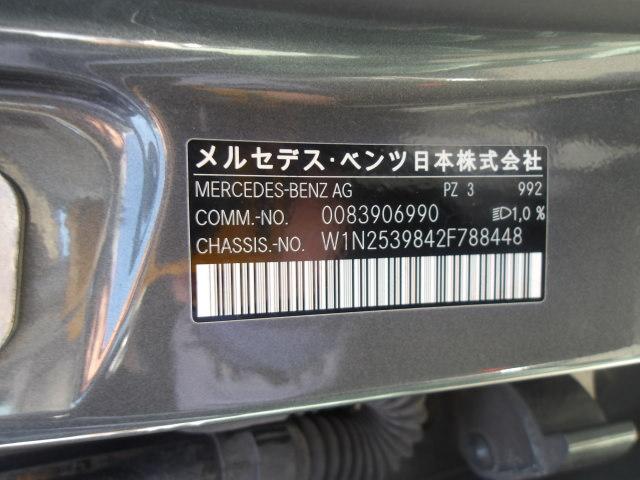 メルセデス・ベンツ日本株式会社
MERCEDES-BENZ AG PZ 3 992
COMM.-NO. 0083906990 1,0 %
CHASSIS.-NO. W1N2539842F788448